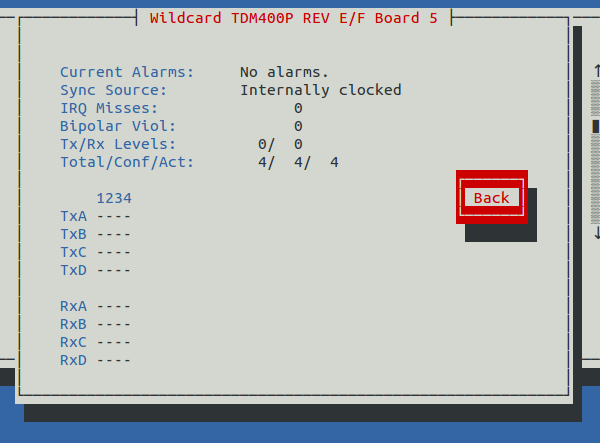 Wildcard TDM400P REV E/F Board 5
Current Alarms: No alarms.
Sync Source: Internally clocked
IRQ Misses: 0
Bipolar Viol: 0
Tx/Rx Levels: 0/ 0
Total/Conf/Act: 4/ 4/ 4
Back
1234
TxA ----
TxB ----
TxC ----
TxD ----
RxA ----
RxB ----
RxC ----
RxD ----